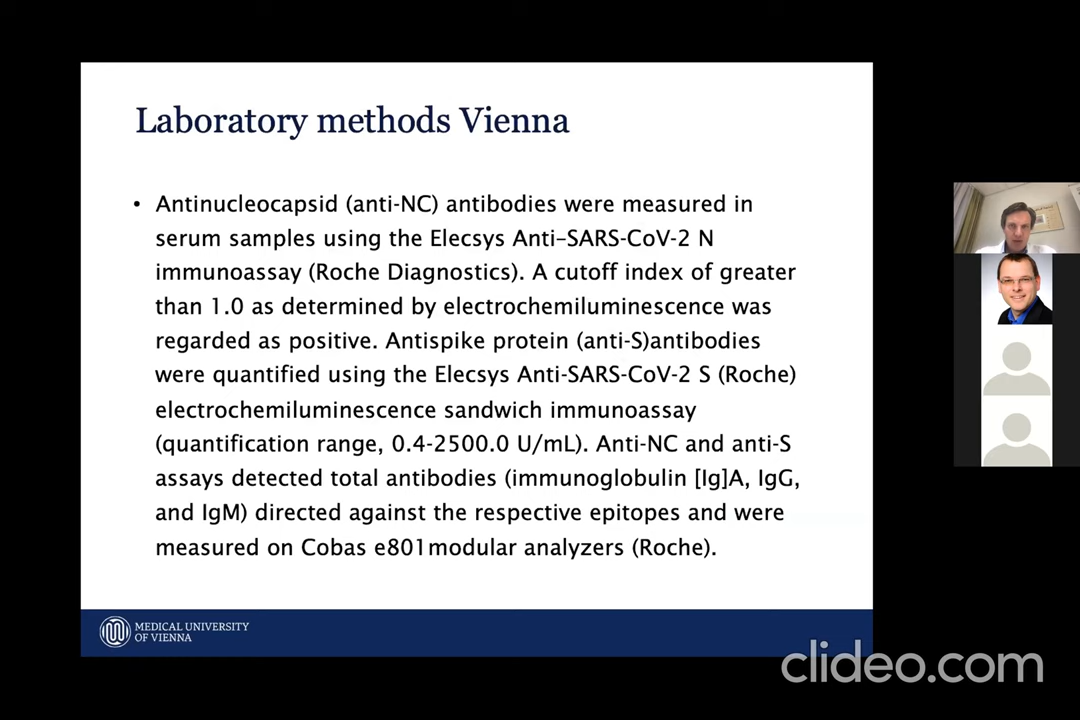 Laboratory methods Vienna
• Antinucleocapsid (anti-NC) antibodies were measured in
serum samples using the Elecsys Anti–SARS-CoV-2 N
immunoassay (Roche Diagnostics). A cutoff index of greater
than 1.0 as determined by electrochemiluminescence was
regarded as positive. Antispike protein (anti-S)antibodies
were quantified using the Elecsys Anti-SARS-CoV-2 S (Roche)
electrochemiluminescence sandwich immunoassay
(quantification range, 0.4-2500.0 U/mL). Anti-NC and anti-S
assays detected total antibodies (immunoglobulin [Ig]A, IgG,
and IgM) directed against the respective epitopes and were
measured on Cobas e801modular analyzers (Roche).
MEDICAL UNIVERSITY
OF VIENNA
clideo.com